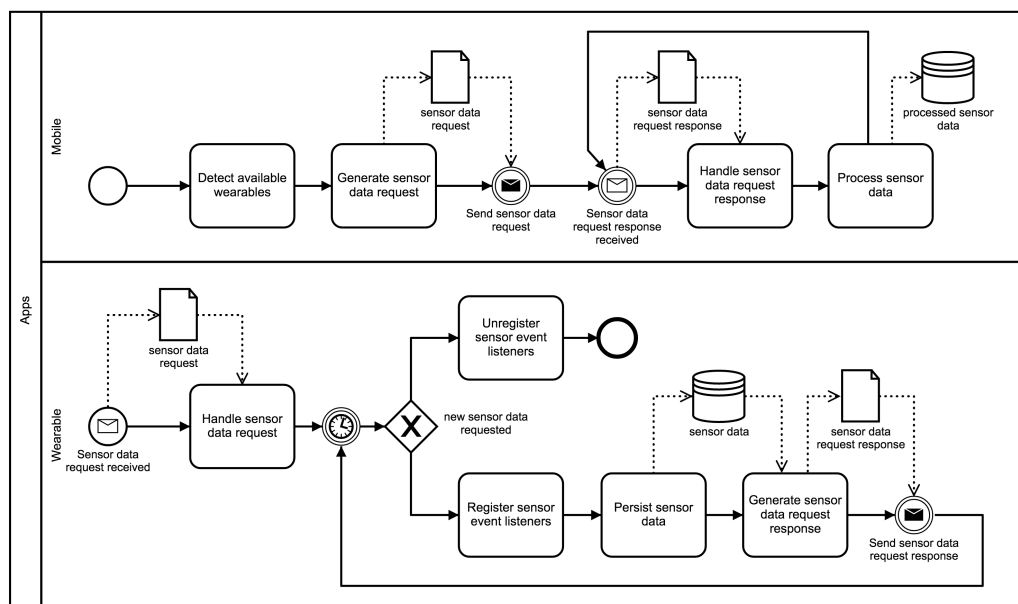 Apps
Mobile
sensor data
request
sensor data
request response
processed sensor
data
Detect available
wearables
Generate sensor
data request
Send sensor data
request
Sensor data
request response
received
Handle sensor
data request
response
Process sensor
data
Wearable
sensor data
request
Sensor data
request received
Handle sensor
data request
Unregister
sensor event
listeners
new sensor data
requested
Register sensor
event listeners
Persist sensor
data
sensor data
Generate sensor
data request
response
sensor data
request response
Send sensor data
request response